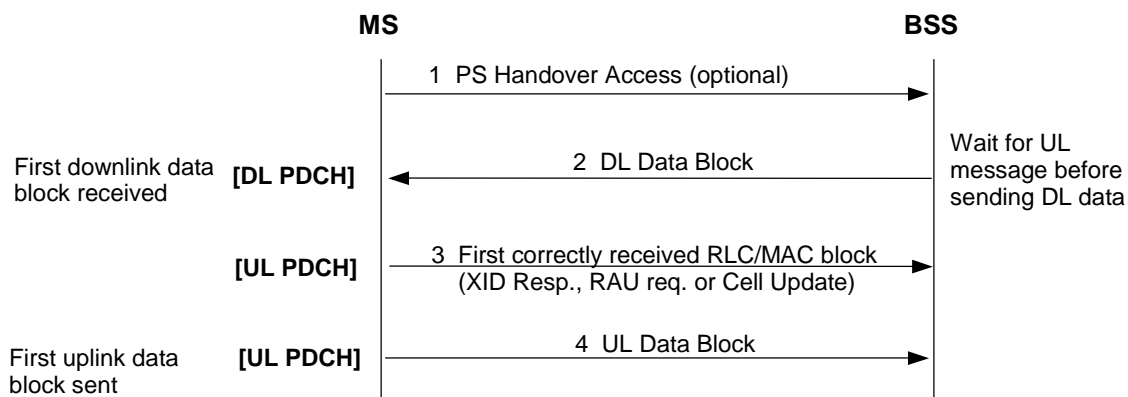 MS
BSS
1 PS Handover Access (optional)
First downlink data
block received
[DL PDCH]
2 DL Data Block
Wait for UL
message before
sending DL data
[UL PDCH]
3 First correctly received RLC/MAC block
(XID Resp., RAU req. or Cell Update)
First uplink data
block sent
[UL PDCH]
4 UL Data Block